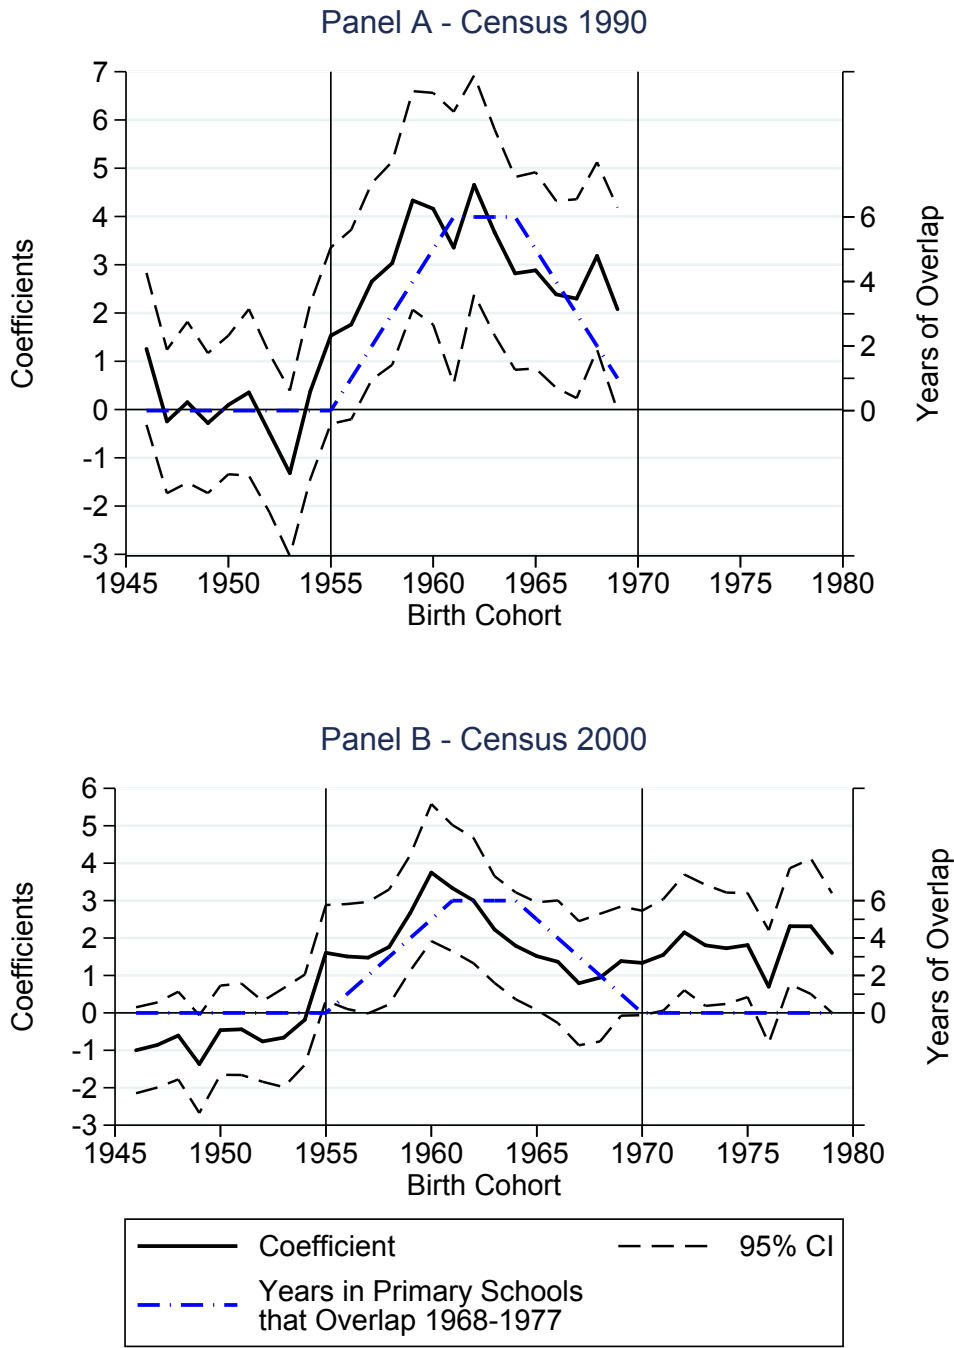 Panel A - Census 1990
7
6
5
4
3
2
1
0
-1
-2
-3
Coefficients
6
4
2
0
Years of Overlap
1945 1950 1955 1960 1965 1970 1975 1980
Birth Cohort
Panel B - Census 2000
6
5
4
3
2
1
0
-1
-2
-3
Coefficients
6
4
2
0
Years of Overlap
1945 1950 1955 1960 1965 1970 1975 1980
Birth Cohort
Coefficient
95% CI
Years in Primary Schools
that Overlap 1968-1977